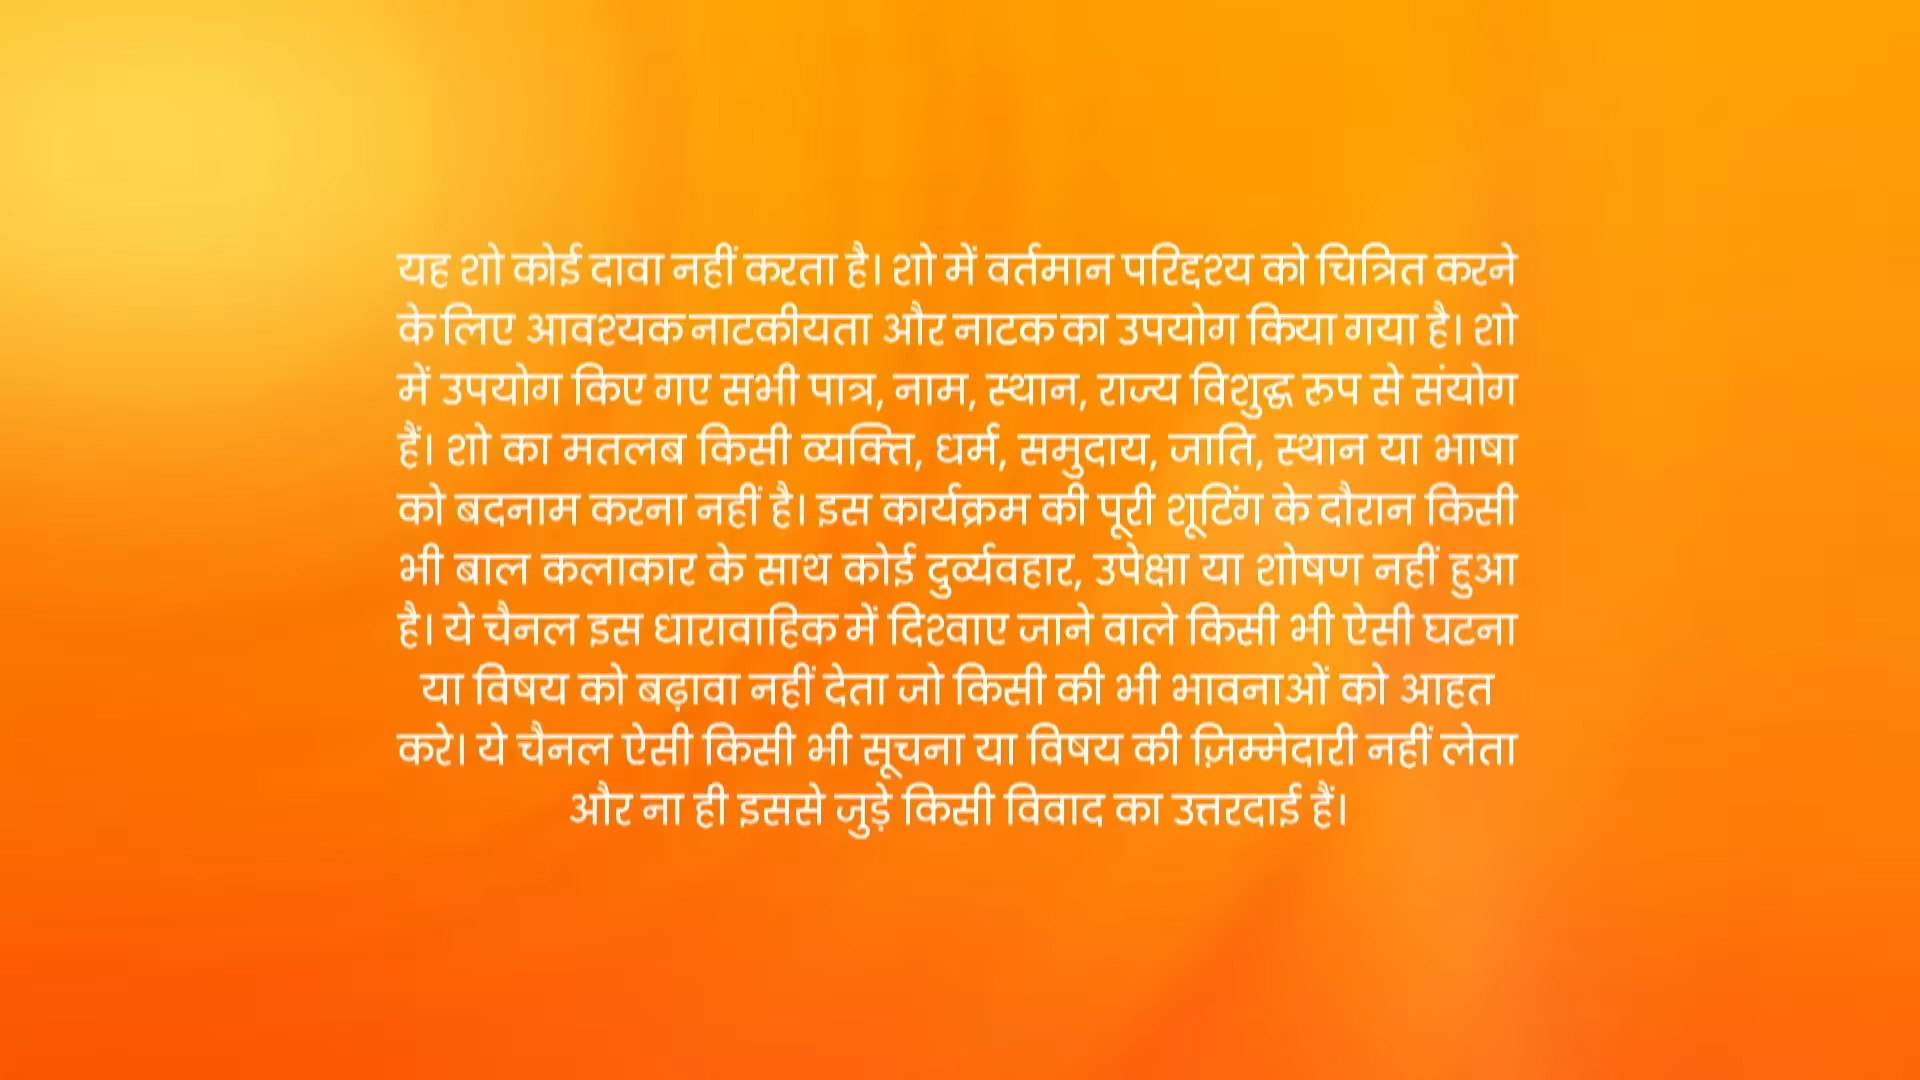 यह शो कोई दावा नहीं करता है। शो में वर्तमान परिदृश्य को चित्रित करने
के लिए आवश्यक नाटकीयता और नाटक का उपयोग किया गया है। शो
में उपयोग किए गए सभी पात्र, नाम, स्थान, राज्य विशुद्ध रुप से संयोग
हैं। शो का मतलब किसी व्यक्ति, धर्म, समुदाय, जाति, स्थान या भाषा
को बदनाम करना नहीं है। इस कार्यक्रम की पूरी शूटिंग के दौरान किसी
भी बाल कलाकार के साथ कोई दुर्व्यवहार, उपेक्षा या शोषण नहीं हुआ
है। ये चैनल इस धारावाहिक में दिखाए जाने वाले किसी भी ऐसी घटना
या विषय को बढ़ावा नहीं देता जो किसी की भी भावनाओं को आहत
करे। ये चैनल ऐसी किसी भी सूचना या विषय की ज़िम्मेदारी नहीं लेता
और ना ही इससे जुड़े किसी विवाद का उत्तरदाई हैं।